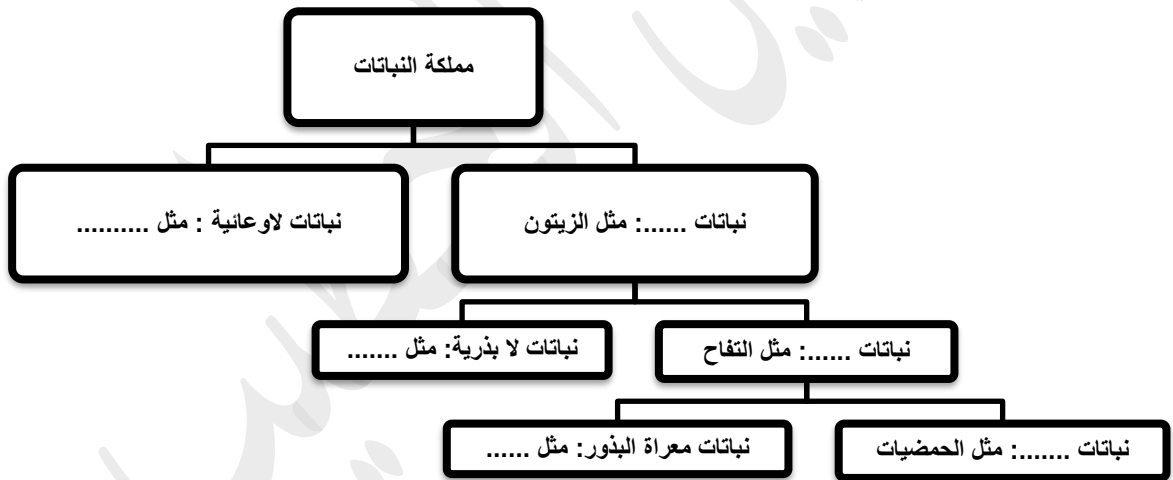 مملكة النباتات
نباتات ......: مثل الزيتون
نباتات لاوعائية : مثل ..........
نباتات ......: مثل التفاح
نباتات لا بذرية: مثل .......
نباتات .......: مثل الحمضيات
نباتات معراة البذور: مثل ......